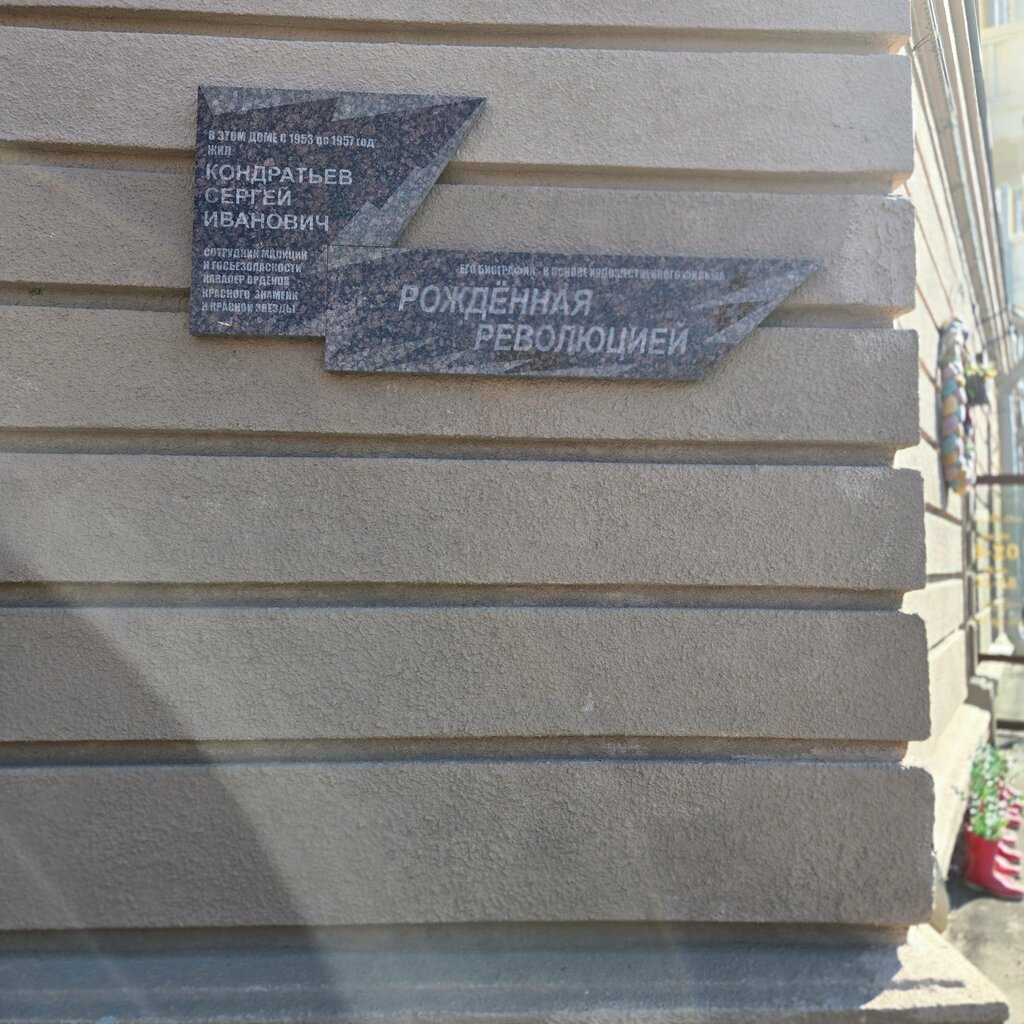 В ЭТОМ ДОМЕ С 1953 по 1957 год
ЖИЛ
КОНДРАТЬЕВ
СЕРГЕЙ
ИВАНОВИЧ
СОТРУДНИК МИЛИЦИИ
И ГОСБЕЗОПАСНОСТИ
КАВАЛЕР ОРДЕНОВ
КРАСНОГО ЗНАМЕНИ
И КРАСНОЙ ЗВЕЗДЫ
ЕГО БИОГРАФИЯ В ОСНОВЕ ХУДОЖЕСТВЕННОГО ФИЛЬМА
РОЖДЁННАЯ
РЕВОЛЮЦИЕЙ